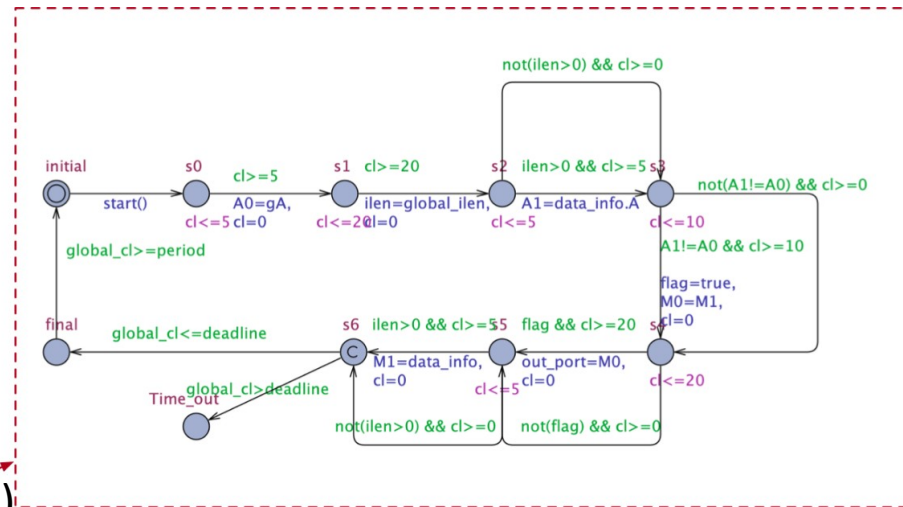 not(ilen>0) && cl>=0
initial
s0
cl>=5
s1
cl>=20
s2
ilen>0 && cl>=5
s3
not(A1!=A0) && cl>=0
start()
A0=gA,
cl=0
ilen=global_ilen,
cl=0
A1=data_info.A
cl<=5
cl<=20
cl<=5
cl<=10
global_cl>=period
A1!=A0 && cl>=10
flag=true,
M0=M1,
cl=0
final
global_cl<=deadline
s6
ilen>0 && cl>=5
s5
flag && cl>=20
C
M1=data_info,
cl=0
out_port=M0,
cl=0
cl<=5
cl<=20
global_cl>deadline
Time_out
not(ilen>0) && cl>=0
not(flag) && cl>=0
)